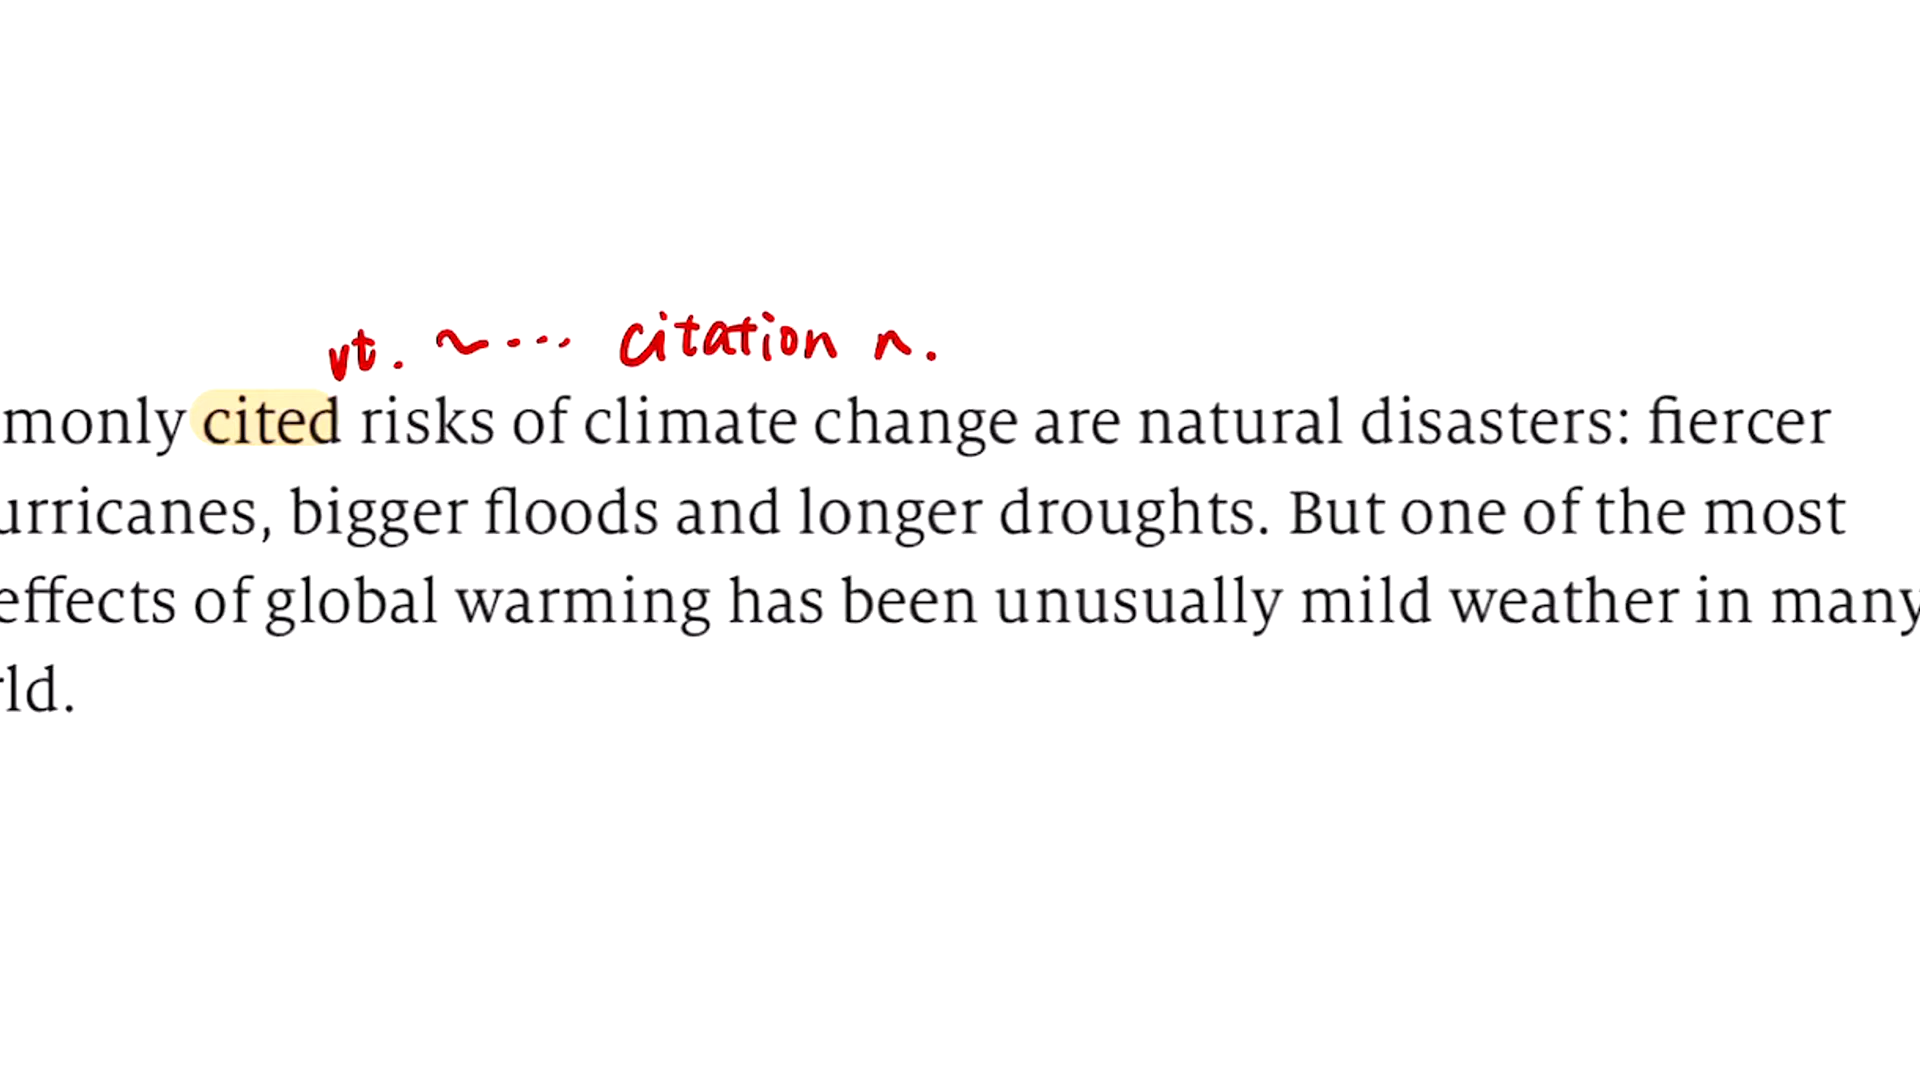 vt. ~... citation n.
monly cited risks of climate change are natural disasters: fiercer
urricanes, bigger floods and longer droughts. But one of the most
effects of global warming has been unusually mild weather in many
rld.